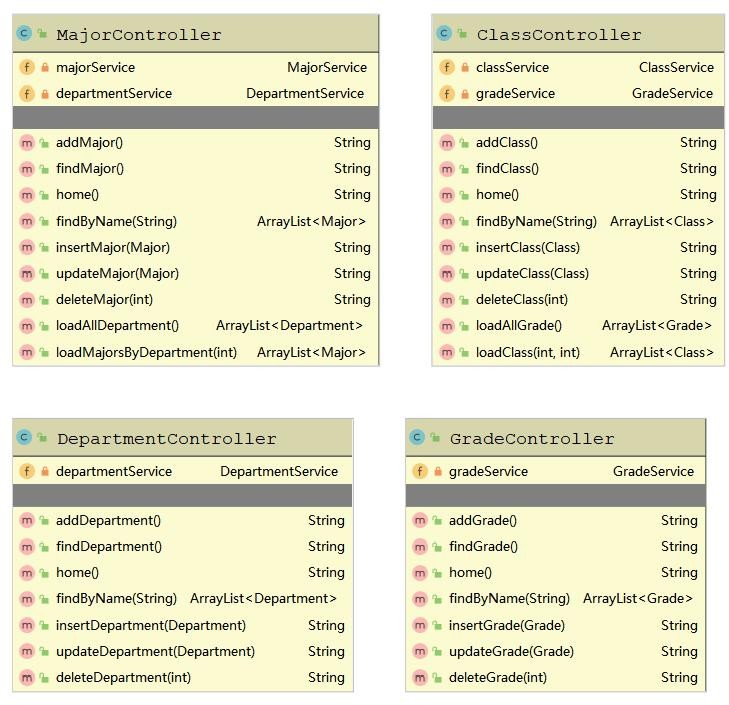 MajorController
majorService MajorService
departmentService DepartmentService
addMajor() String
findMajor() String
home() String
findByName(String) ArrayList<Major>
insertMajor(Major) String
updateMajor(Major) String
deleteMajor(int) String
loadAllDepartment() ArrayList<Department>
loadMajorsByDepartment(int) ArrayList<Major>
ClassController
classService ClassService
gradeService GradeService
addClass() String
findClass() String
home() String
findByName(String) ArrayList<Class>
insertClass(Class) String
updateClass(Class) String
deleteClass(int) String
loadAllGrade() ArrayList<Grade>
loadClass(int, int) ArrayList<Class>
DepartmentController
departmentService DepartmentService
addDepartment() String
findDepartment() String
home() String
findByName(String) ArrayList<Department>
insertDepartment(Department) String
updateDepartment(Department) String
deleteDepartment(int) String
GradeController
gradeService GradeService
addGrade() String
findGrade() String
home() String
findByName(String) ArrayList<Grade>
insertGrade(Grade) String
updateGrade(Grade) String
deleteGrade(int) String